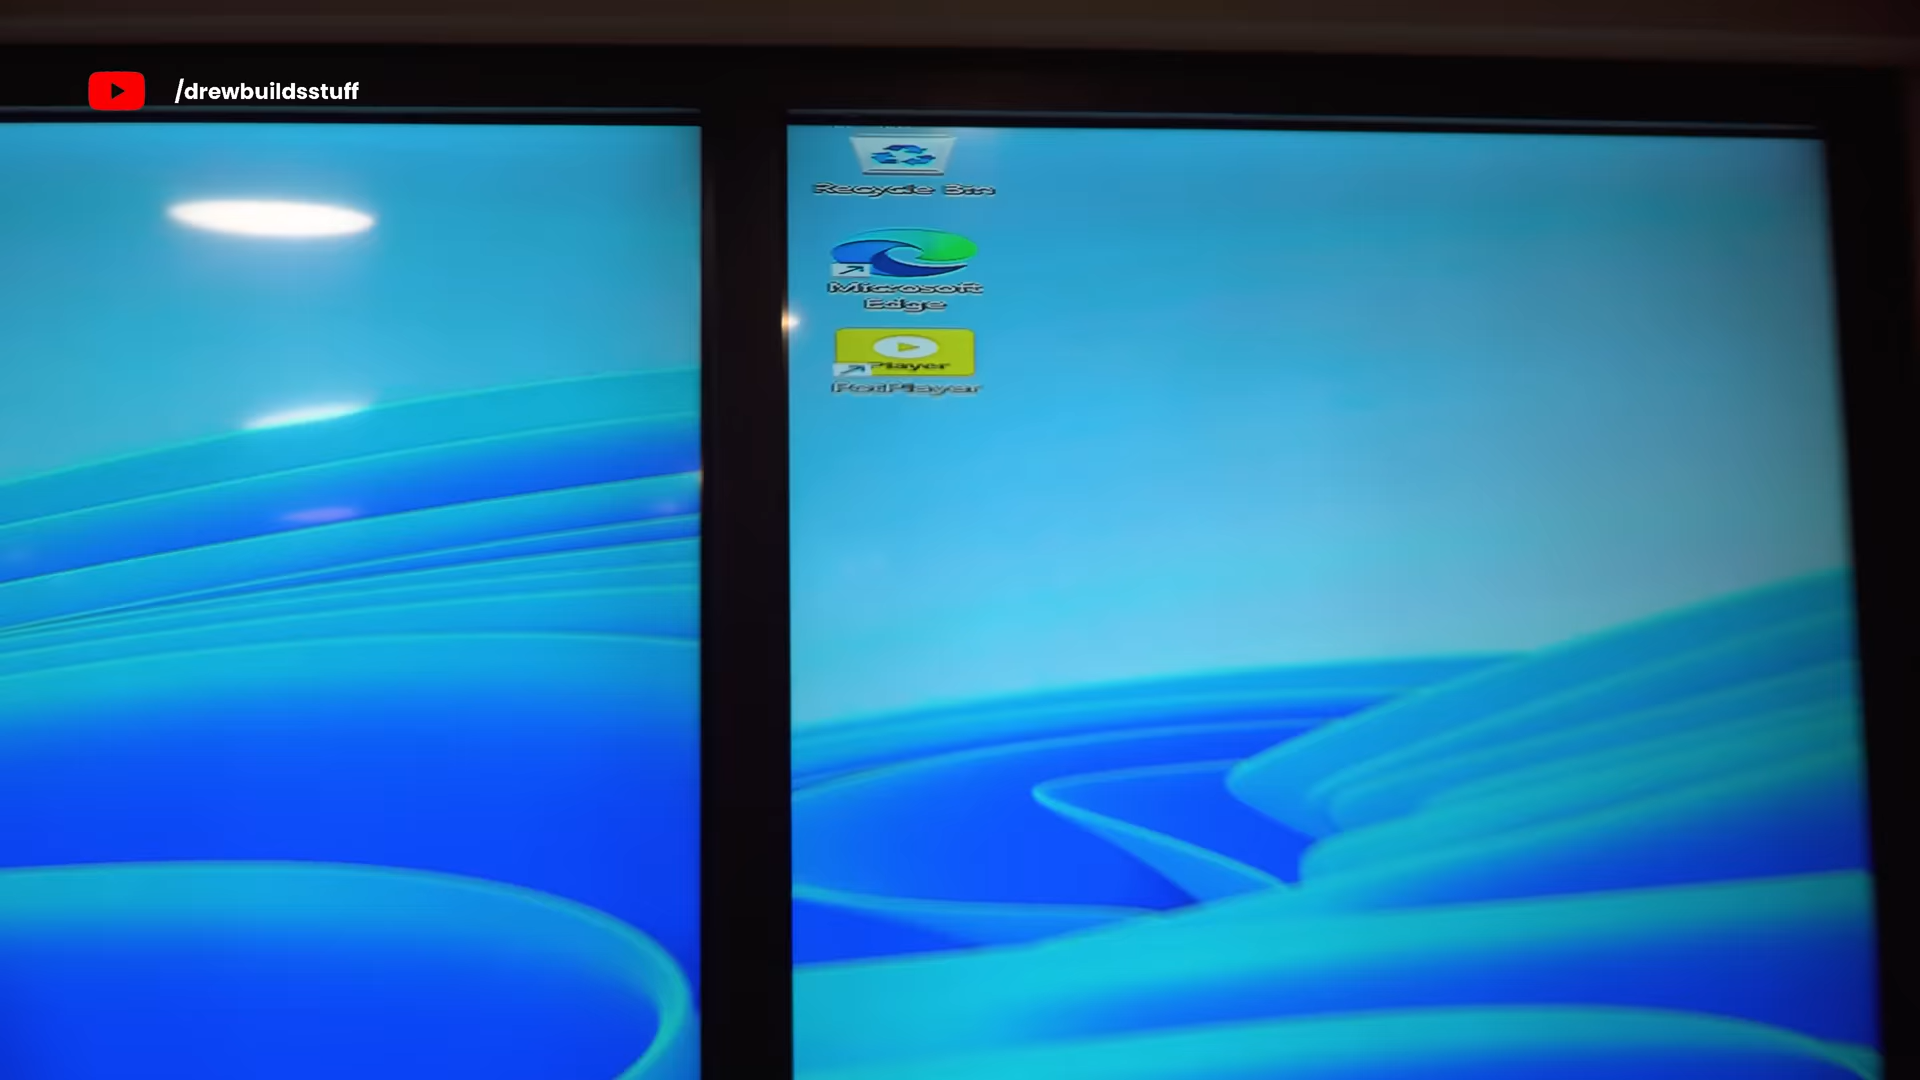 /drewbuildsstuff
Recycle Bin
Microsoft
Edge
Player
PotPlayer